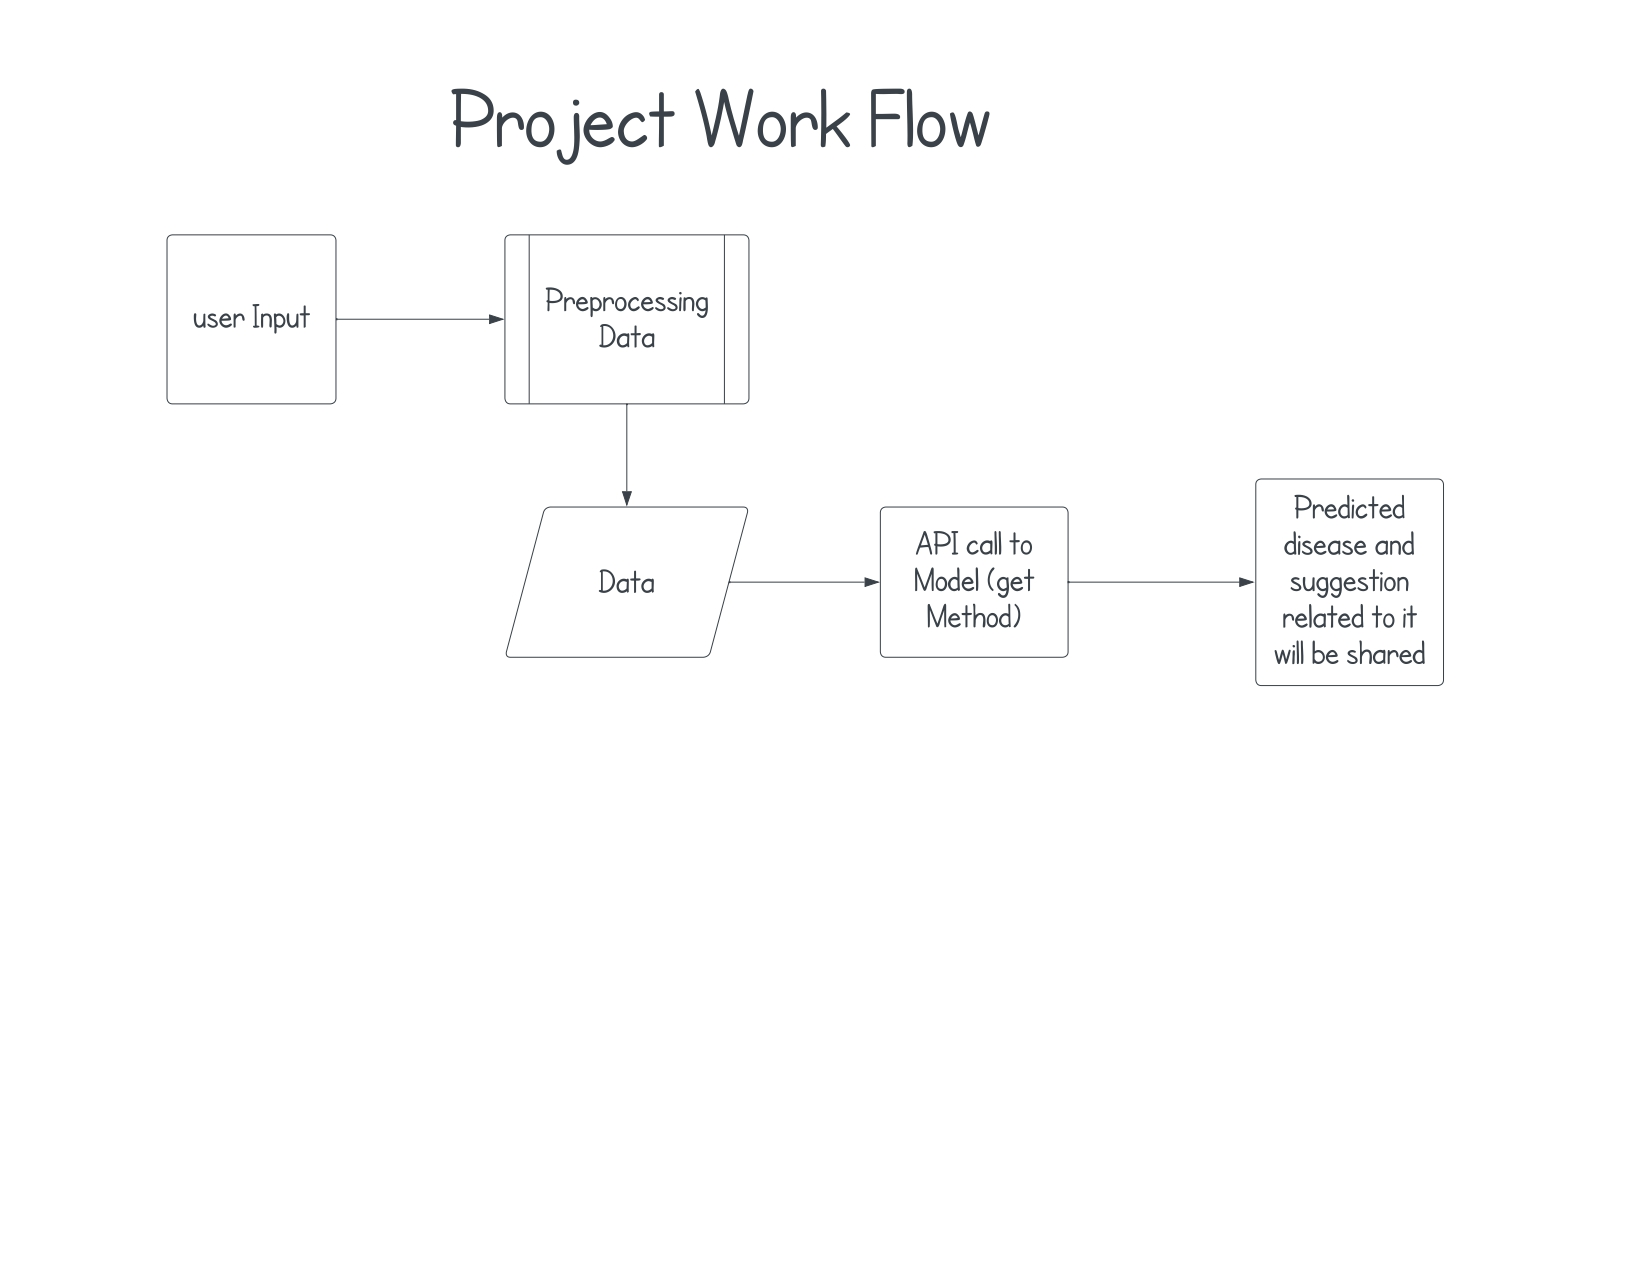 Project Work Flow
user Input
Preprocessing
Data
Data
API call to
Model (get
Method)
Predicted
disease and
suggestion
related to it
will be shared